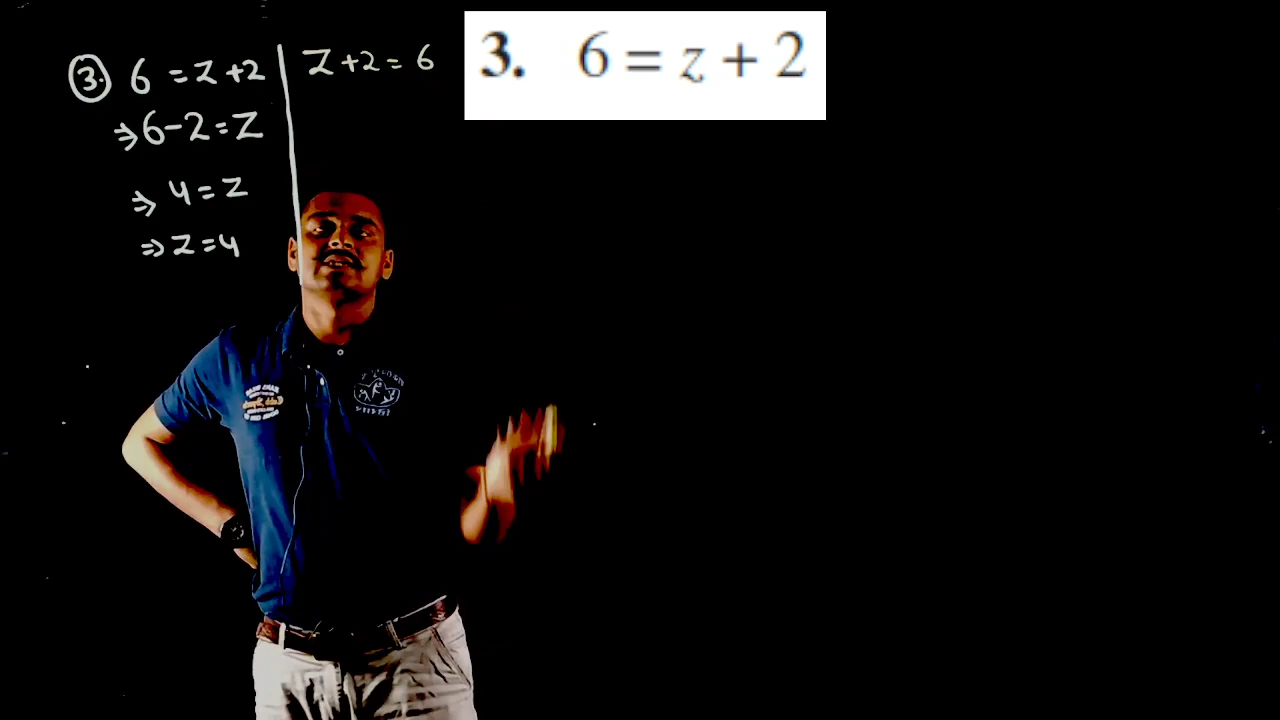 ③. 6 = z + 2
⇒ 6 - 2 = z
⇒ 4 = z
⇒ z = 4
z + 2 = 6
3. 6 = z + 2